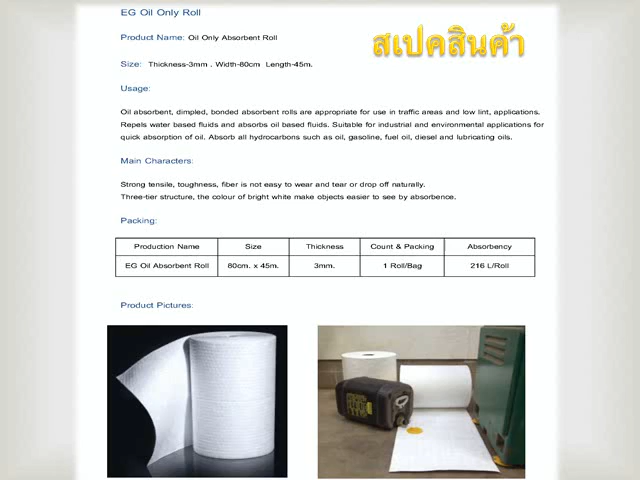 EG Oil Only Roll
สเปคสินค้า
Product Name: Oil Only Absorbent Roll
Size: Thickness-3mm , Width-80cm Length-45m.
Usage:
Oil absorbent, dimpled, bonded absorbent rolls are appropriate for use in traffic areas and low lint, applications.
Repels water based fluids and absorbs oil based fluids. Suitable for industrial and environmental applications for
quick absorption of oil. Absorb all hydrocarbons such as oil, gasoline, fuel oil, diesel and lubricating oils.
Main Characters:
Strong tensile, toughness, fiber is not easy to wear and tear or drop off naturally.
Three-tier structure, the colour of bright white make objects easier to see by absorbence.
Packing:
Production Name Size Thickness Count & Packing Absorbency
EG Oil Absorbent Roll 80cm. x 45m. 3mm. 1 Roll/Bag 216 L/Roll
Product Pictures: